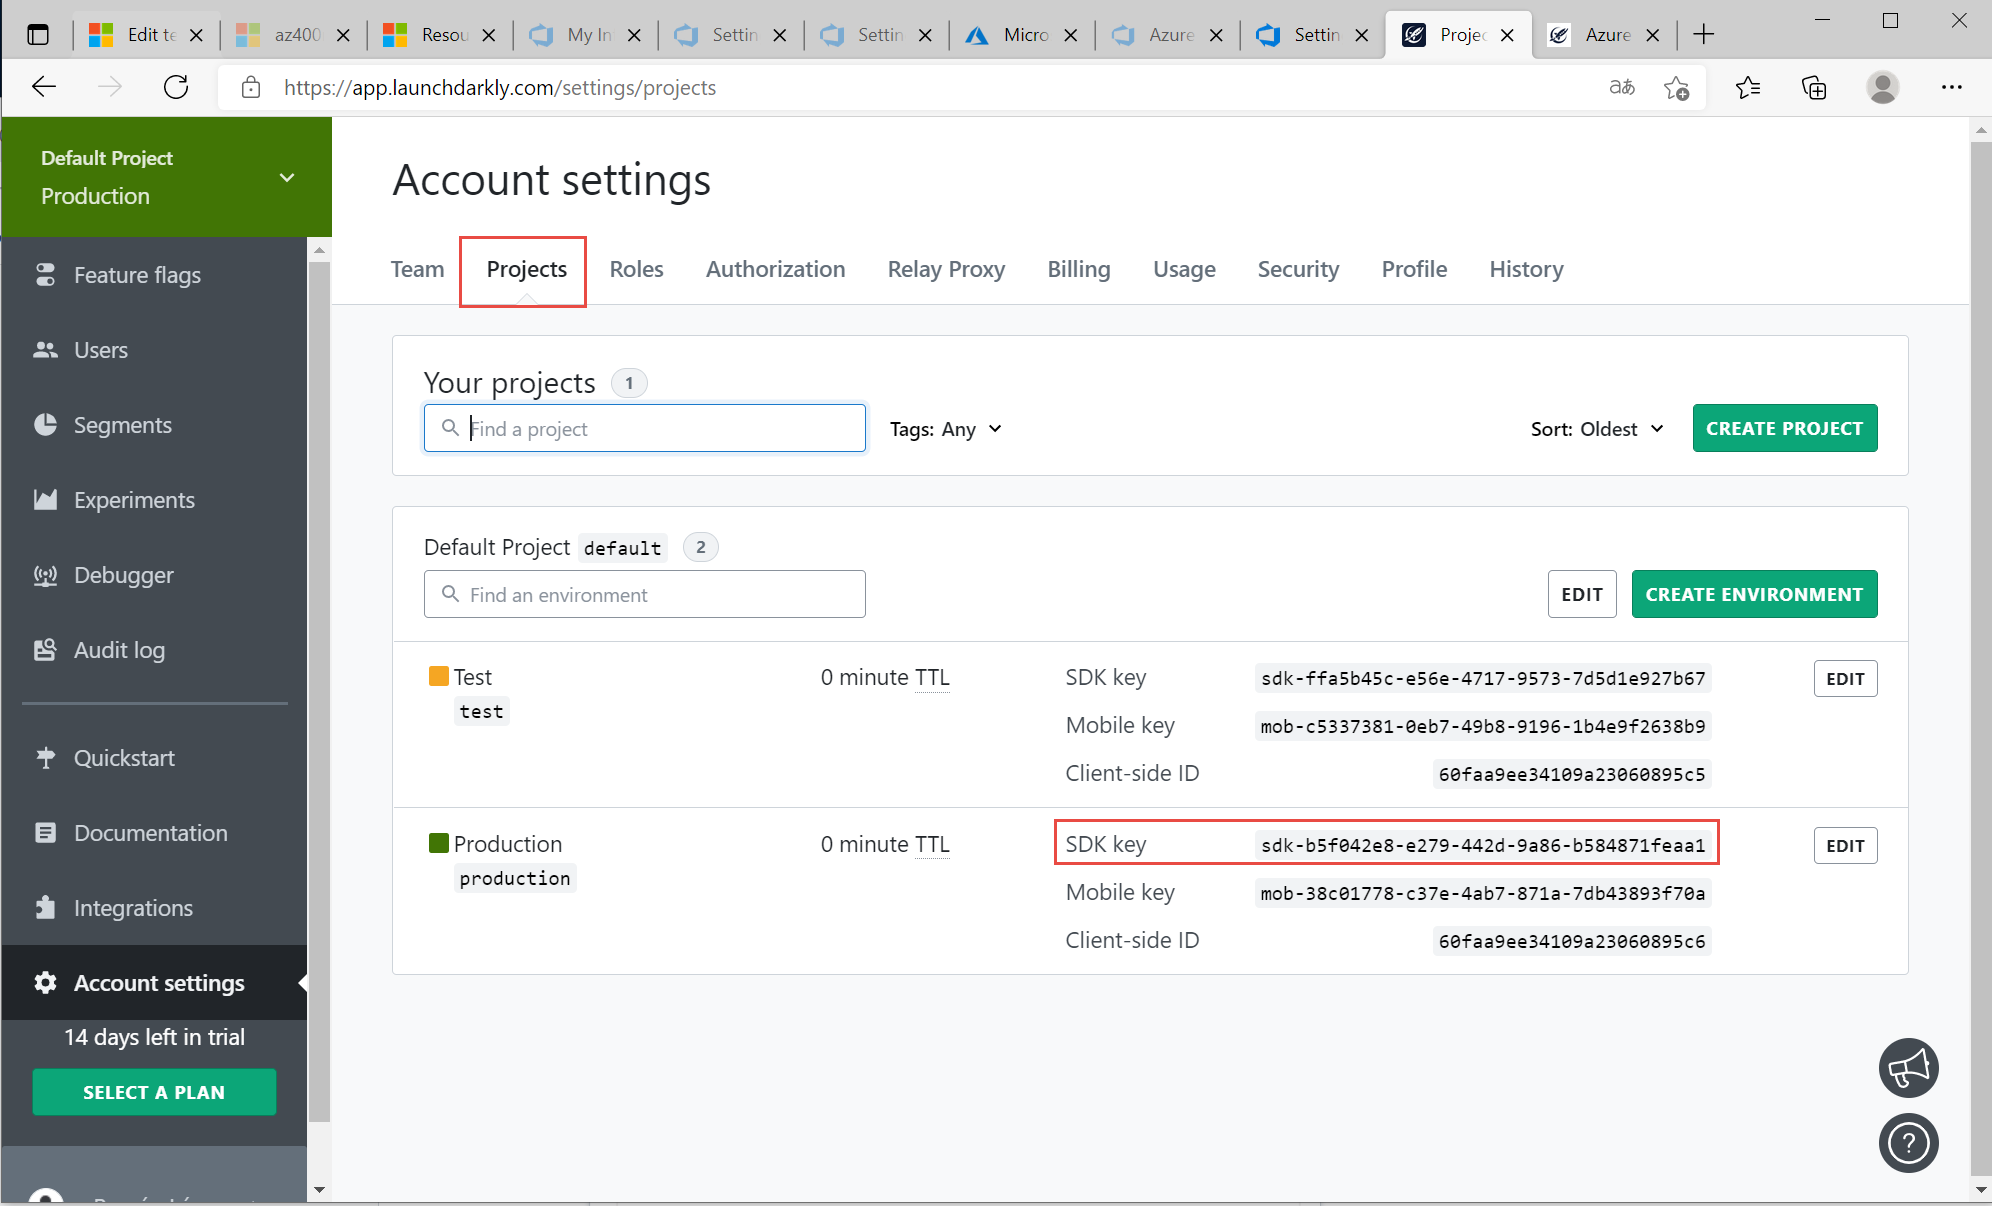 Edit te
az400
Resou
My In
Settin
Settin
Micro
Azure
Settin
Projec
Azure
https://app.launchdarkly.com/settings/projects
aあ
Default Project
Production
Feature flags
Users
Segments
Experiments
Debugger
Audit log
Quickstart
Documentation
Integrations
Account settings
14 days left in trial
SELECT A PLAN
Account settings
Team Projects Roles Authorization Relay Proxy Billing Usage Security Profile History
Your projects 1
Find a project Tags: Any Sort: Oldest CREATE PROJECT
Default Project default 2
Find an environment EDIT CREATE ENVIRONMENT
Test 0 minute TTL SDK key sdk-ffa5b45c-e56e-4717-9573-7d5d1e927b67 EDIT
test
Mobile key mob-c5337381-0eb7-49b8-9196-1b4e9f2638b9
Client-side ID 60faa9ee34109a23060895c5
Production 0 minute TTL SDK key sdk-b5f042e8-e279-442d-9a86-b584871feaa1 EDIT
production
Mobile key mob-38c01778-c37e-4ab7-871a-7db43893f70a
Client-side ID 60faa9ee34109a23060895c6
?